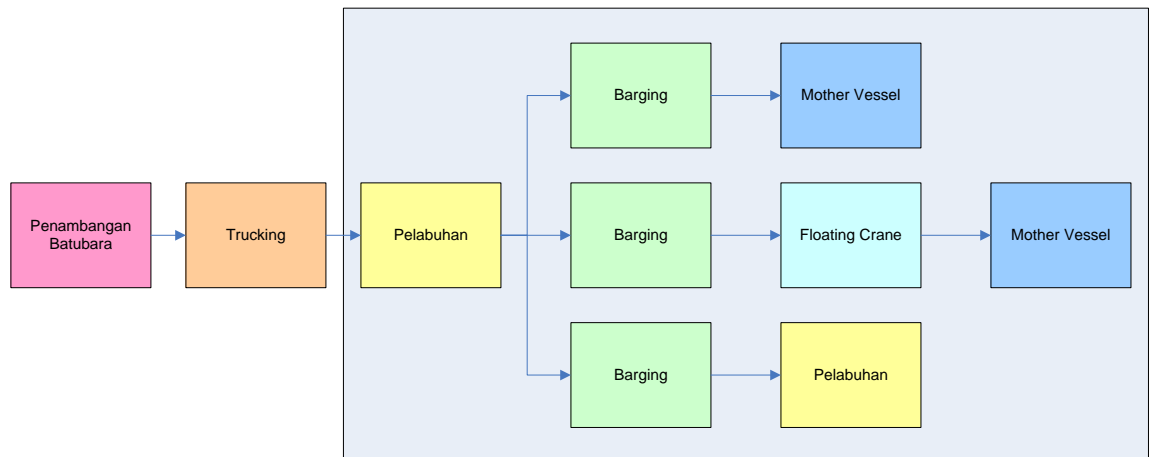 Barging
Mother Vessel
Penambangan
Batubara
Trucking
Pelabuhan
Barging
Floating Crane
Mother Vessel
Barging
Pelabuhan